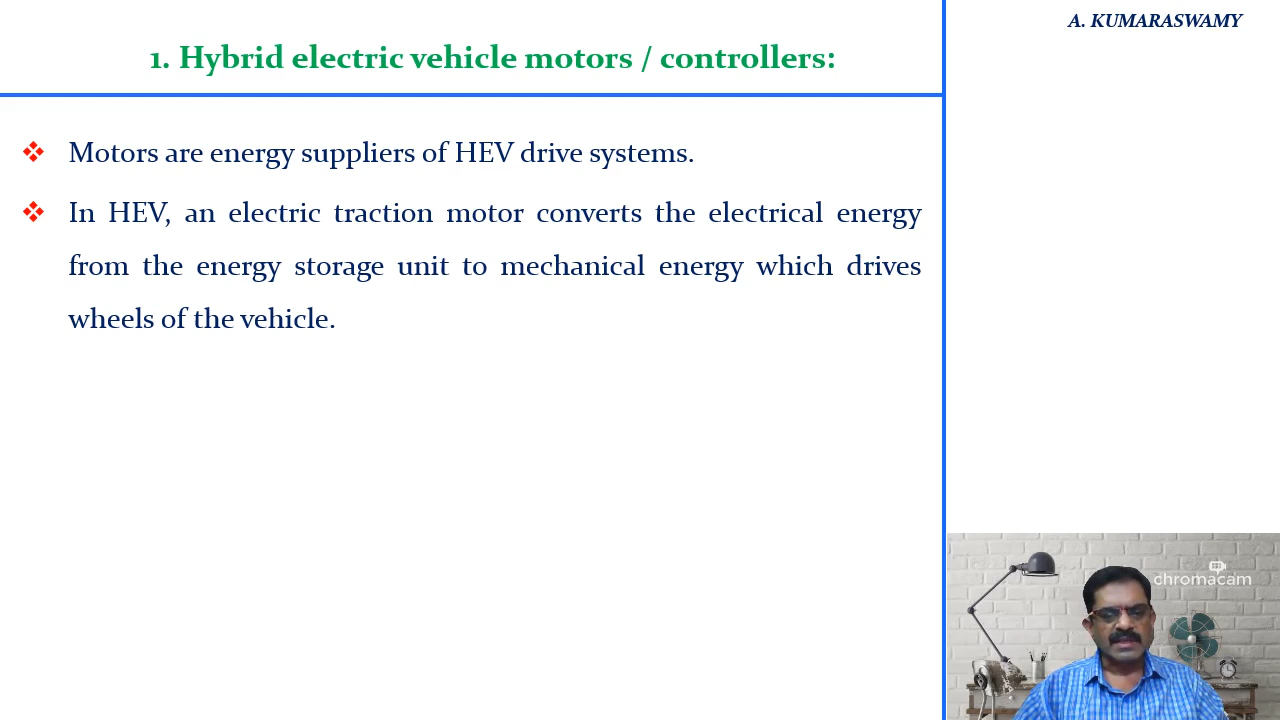 A. KUMARASWAMY
1. Hybrid electric vehicle motors / controllers:
Motors are energy suppliers of HEV drive systems.
In HEV, an electric traction motor converts the electrical energy
from the energy storage unit to mechanical energy which drives
wheels of the vehicle.
chromacam